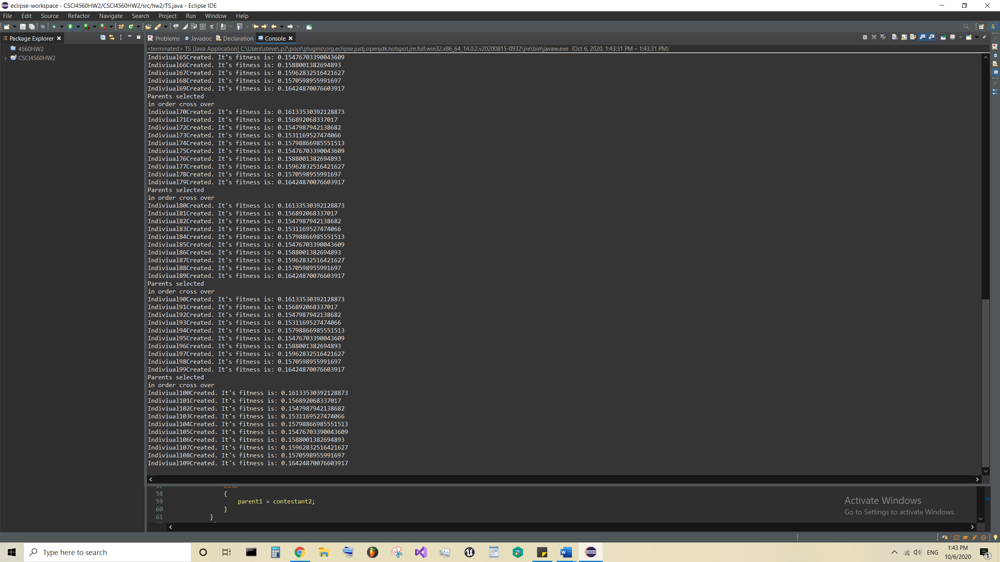 eclipse-workspace - CSCI4560HW2/CSCI4560HW2/src/hw2/TS.java - Eclipse IDE
File Edit Source Refactor Navigate Search Project Run Window Help
Package Explorer
Problems Javadoc Declaration Console
4560HW2
CSCI4560HW2
<terminated> TS [Java Application] C:\Users\steve\.p2\pool\plugins\org.eclipse.justj.openjdk.hotspot.jre.full.win32.x86_64_14.0.2.v20200815-0932\jre\bin\javaw.exe (Oct 6, 2020, 1:43:31 PM – 1:43:31 PM)
Indiviual65Created. It's fitness is: 0.15476703390043609
Indiviual66Created. It's fitness is: 0.1588001382694893
Indiviual67Created. It's fitness is: 0.15962832516421627
Indiviual68Created. It's fitness is: 0.1570598955991697
Indiviual69Created. It's fitness is: 0.16424870076603917
Parents selected
in order cross over
Indiviual70Created. It's fitness is: 0.16133530392128873
Indiviual71Created. It's fitness is: 0.156892068337017
Indiviual72Created. It's fitness is: 0.1547987942138682
Indiviual73Created. It's fitness is: 0.1531169527474066
Indiviual74Created. It's fitness is: 0.15798866985551513
Indiviual75Created. It's fitness is: 0.15476703390043609
Indiviual76Created. It's fitness is: 0.1588001382694893
Indiviual77Created. It's fitness is: 0.15962832516421627
Indiviual78Created. It's fitness is: 0.1570598955991697
Indiviual79Created. It's fitness is: 0.16424870076603917
Parents selected
in order cross over
Indiviual80Created. It's fitness is: 0.16133530392128873
Indiviual81Created. It's fitness is: 0.156892068337017
Indiviual82Created. It's fitness is: 0.1547987942138682
Indiviual83Created. It's fitness is: 0.1531169527474066
Indiviual84Created. It's fitness is: 0.15798866985551513
Indiviual85Created. It's fitness is: 0.15476703390043609
Indiviual86Created. It's fitness is: 0.1588001382694893
Indiviual87Created. It's fitness is: 0.15962832516421627
Indiviual88Created. It's fitness is: 0.1570598955991697
Indiviual89Created. It's fitness is: 0.16424870076603917
Parents selected
in order cross over
Indiviual90Created. It's fitness is: 0.16133530392128873
Indiviual91Created. It's fitness is: 0.156892068337017
Indiviual92Created. It's fitness is: 0.1547987942138682
Indiviual93Created. It's fitness is: 0.1531169527474066
Indiviual94Created. It's fitness is: 0.15798866985551513
Indiviual95Created. It's fitness is: 0.15476703390043609
Indiviual96Created. It's fitness is: 0.1588001382694893
Indiviual97Created. It's fitness is: 0.15962832516421627
Indiviual98Created. It's fitness is: 0.1570598955991697
Indiviual99Created. It's fitness is: 0.16424870076603917
Parents selected
in order cross over
Indiviual100Created. It's fitness is: 0.16133530392128873
Indiviual101Created. It's fitness is: 0.156892068337017
Indiviual102Created. It's fitness is: 0.1547987942138682
Indiviual103Created. It's fitness is: 0.1531169527474066
Indiviual104Created. It's fitness is: 0.15798866985551513
Indiviual105Created. It's fitness is: 0.15476703390043609
Indiviual106Created. It's fitness is: 0.1588001382694893
Indiviual107Created. It's fitness is: 0.15962832516421627
Indiviual108Created. It's fitness is: 0.1570598955991697
Indiviual109Created. It's fitness is: 0.16424870076603917
57 else
58 {
59 parent1 = contestant2;
60 }
61 }
Activate Windows
Go to Settings to activate Windows.
Type here to search
ENG
1:43 PM
10/6/2020
1